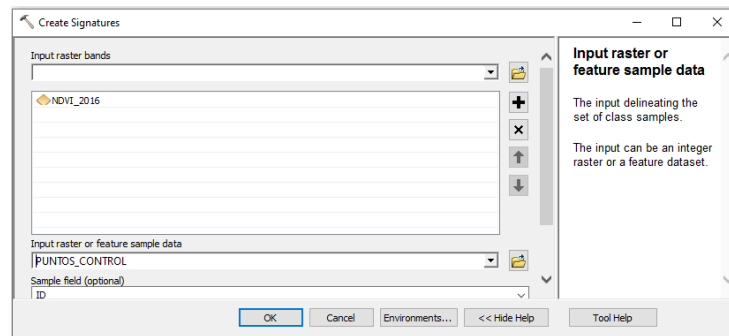 Create Signatures
Input raster bands
NDVI_2016
Input raster or feature sample data
PUNTOS_CONTROL
Sample field (optional)
ID
Input raster or
feature sample data
The input delineating the
set of class samples.
The input can be an integer
raster or a feature dataset.
OK
Cancel
Environments...
<< Hide Help
Tool Help